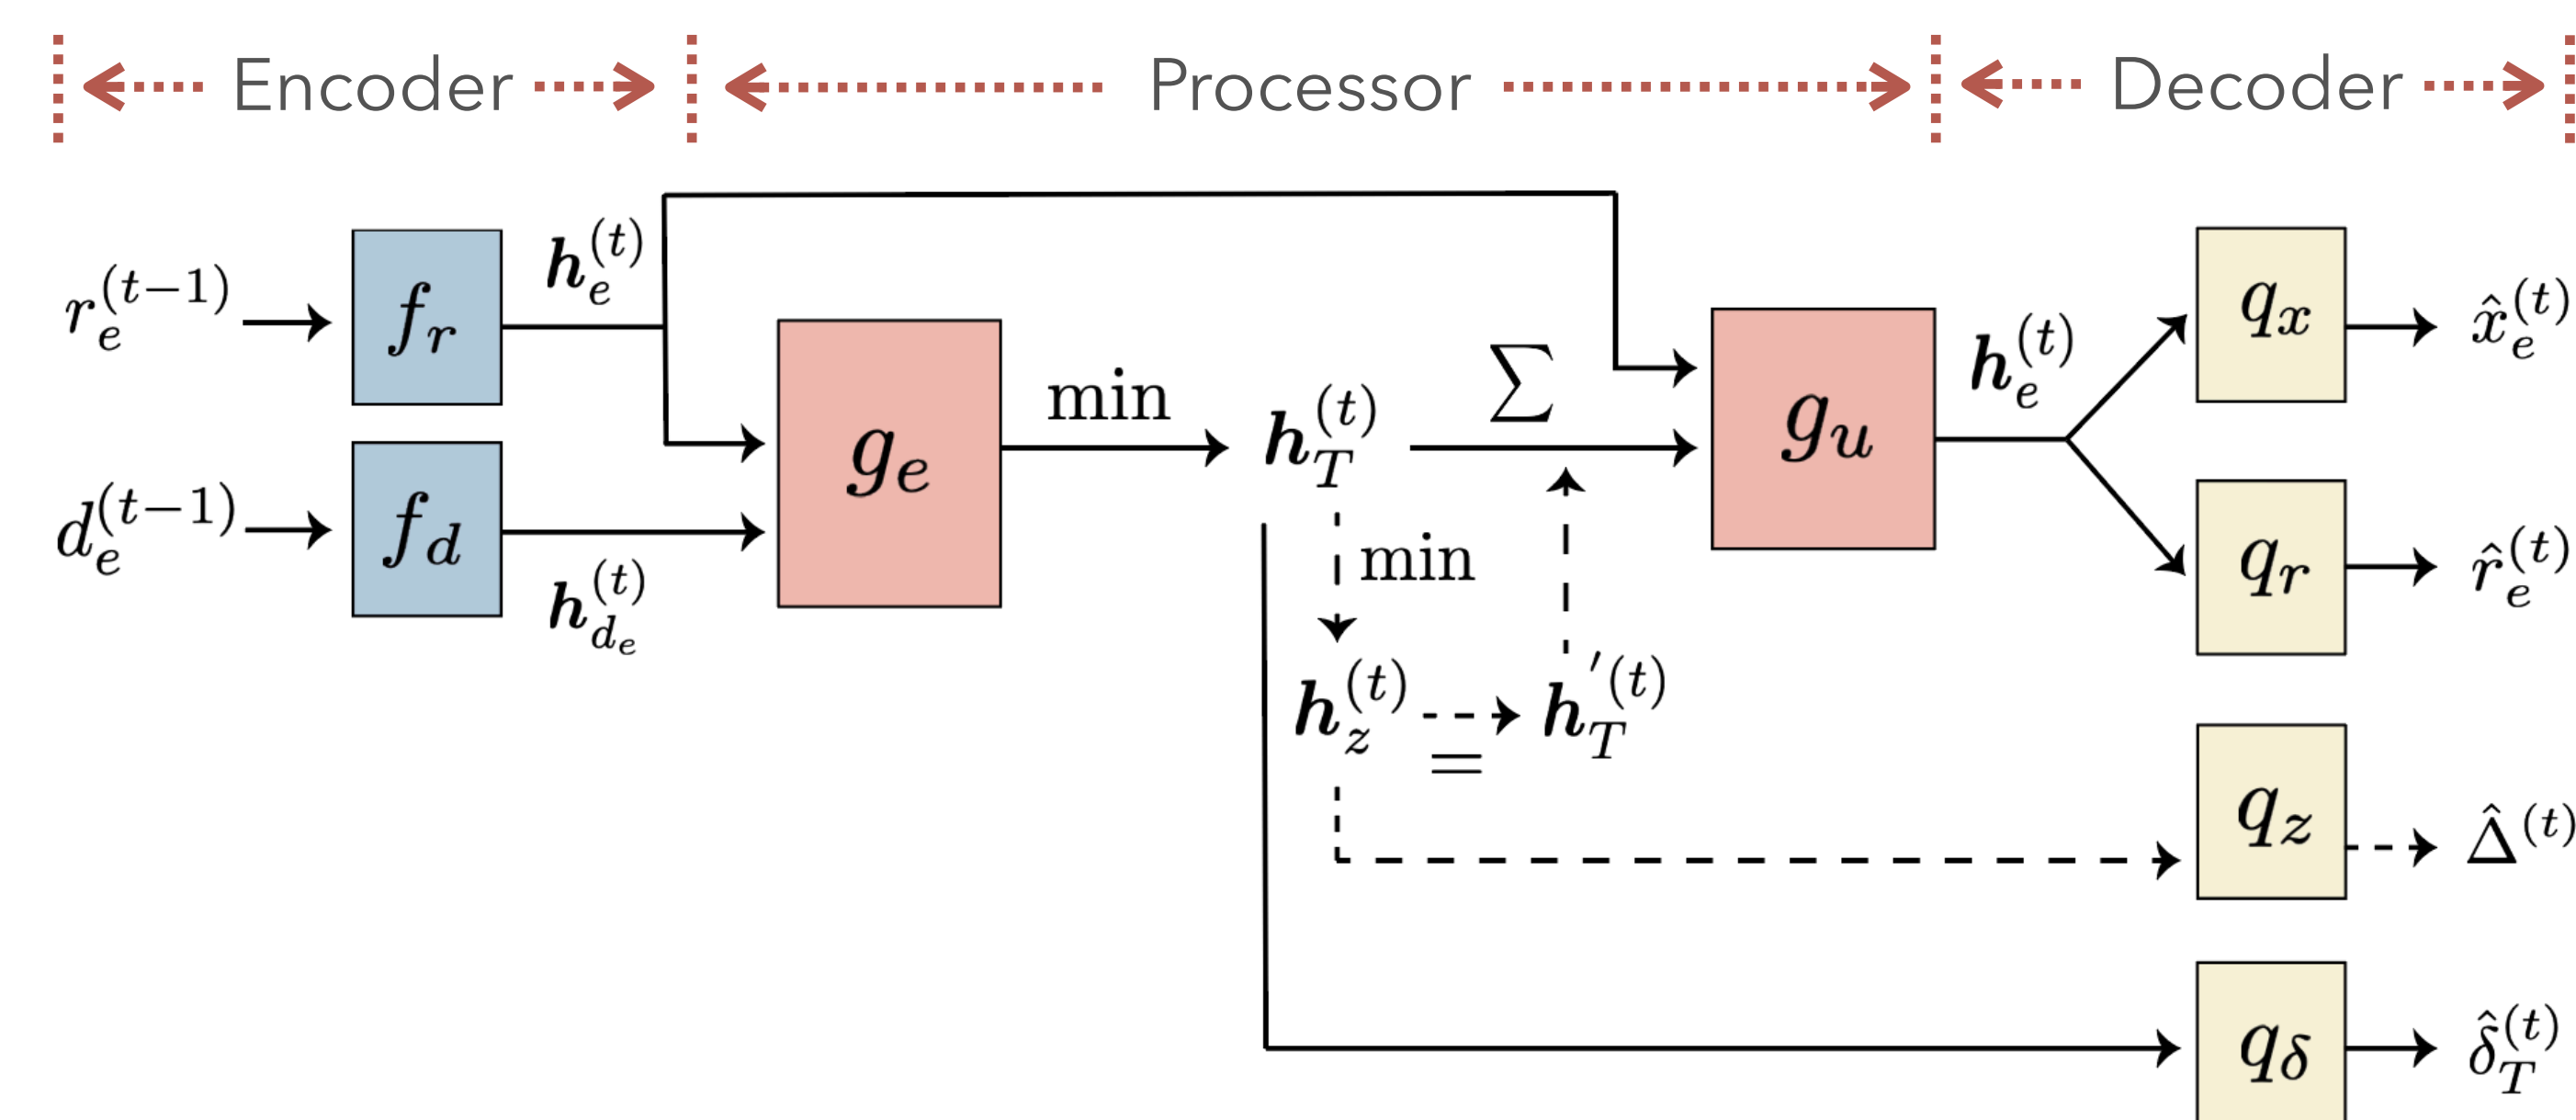 Encoder Processor Decoder
r_e^{(t-1)}
f_r
h_e^{(t)}
d_e^{(t-1)}
f_d
h_{d_e}^{(t)}
g_e
min
h_T^{(t)}
∑
min
h_z^{(t)}
=
h_T^{'(t)}
g_u
h_e^{(t)}
q_x
x̂_e^{(t)}
q_r
r̂_e^{(t)}
q_z
Δ̂^{(t)}
q_δ
δ̂_T^{(t)}